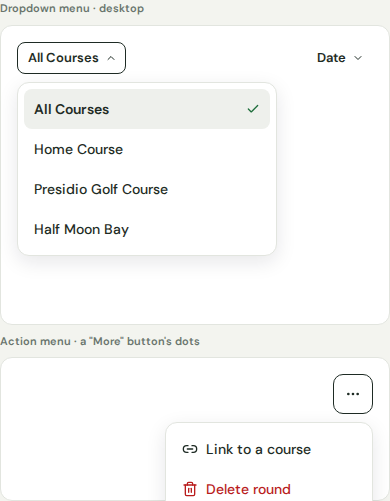 Dropdown menu · desktop
All Courses
Date
All Courses
Home Course
Presidio Golf Course
Half Moon Bay
Action menu · a "More" button's dots
Link to a course
Delete round